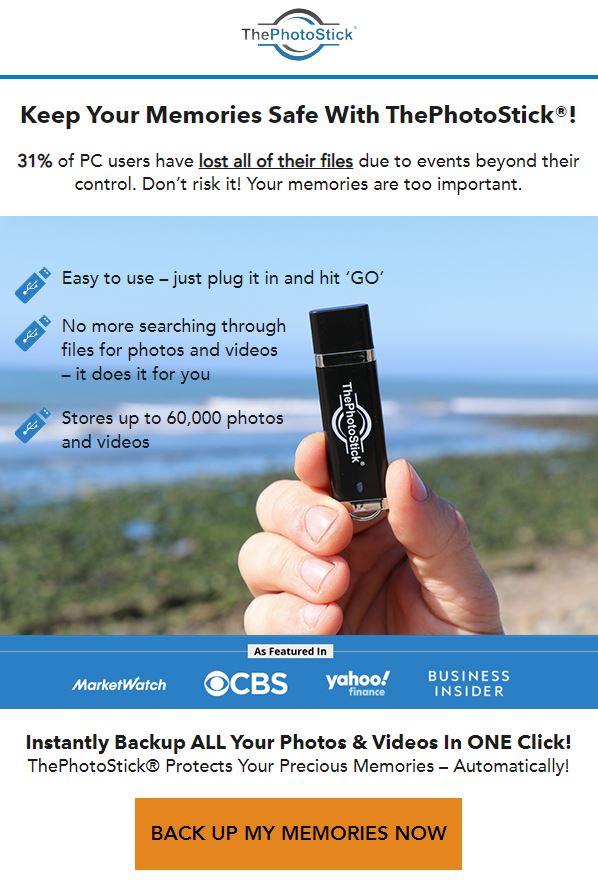 ThePhotoStick®
Keep Your Memories Safe With ThePhotoStick®!
31% of PC users have lost all of their files due to events beyond their
control. Don't risk it! Your memories are too important.
Easy to use – just plug it in and hit ‘GO’
No more searching through
files for photos and videos
– it does it for you
Stores up to 60,000 photos
and videos
ThePhotoStick®
As Featured In
MarketWatch
CBS
yahoo!
finance
BUSINESS
INSIDER
Instantly Backup ALL Your Photos & Videos In ONE Click!
ThePhotoStick® Protects Your Precious Memories – Automatically!
BACK UP MY MEMORIES NOW